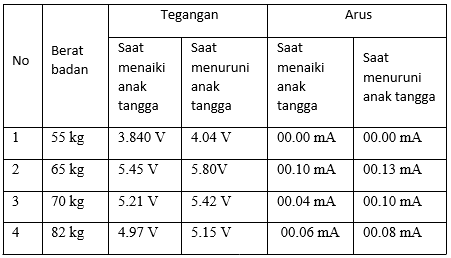 No Berat badan Tegangan Arus
Saat menaiki anak tangga Saat menuruni anak tangga Saat menaiki anak tangga Saat menuruni anak tangga
1 55 kg 3.840 V 4.04 V 00.00 mA 00.00 mA
2 65 kg 5.45 V 5.80V 00.10 mA 00.13 mA
3 70 kg 5.21 V 5.42 V 00.04 mA 00.10 mA
4 82 kg 4.97 V 5.15 V 00.06 mA 00.08 mA